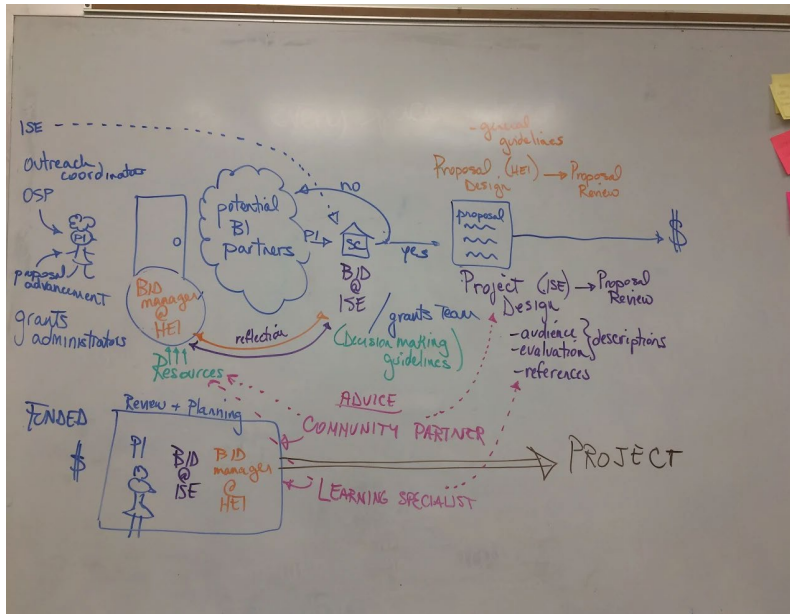 ISE
outreach
coordinator
OSP
PI
proposal
advancement
grants
administrators
BID
manager
@
HEI
Resources
potential
BI
partners
no
PI
SC
yes
BID
@
ISE
grants Team
(Decision making
guidelines)
reflection
- general
guidelines
Proposal (HEI) → Proposal
Design Review
proposal
$
Project (ISE) → Proposal
Design Review
- audience
- evaluation } descriptions
- references
ADVICE
COMMUNITY PARTNER
LEARNING SPECIALIST
FUNDED
$
Review + Planning
PI
BID
@
ISE
BID
manager
@
HEI
PROJECT